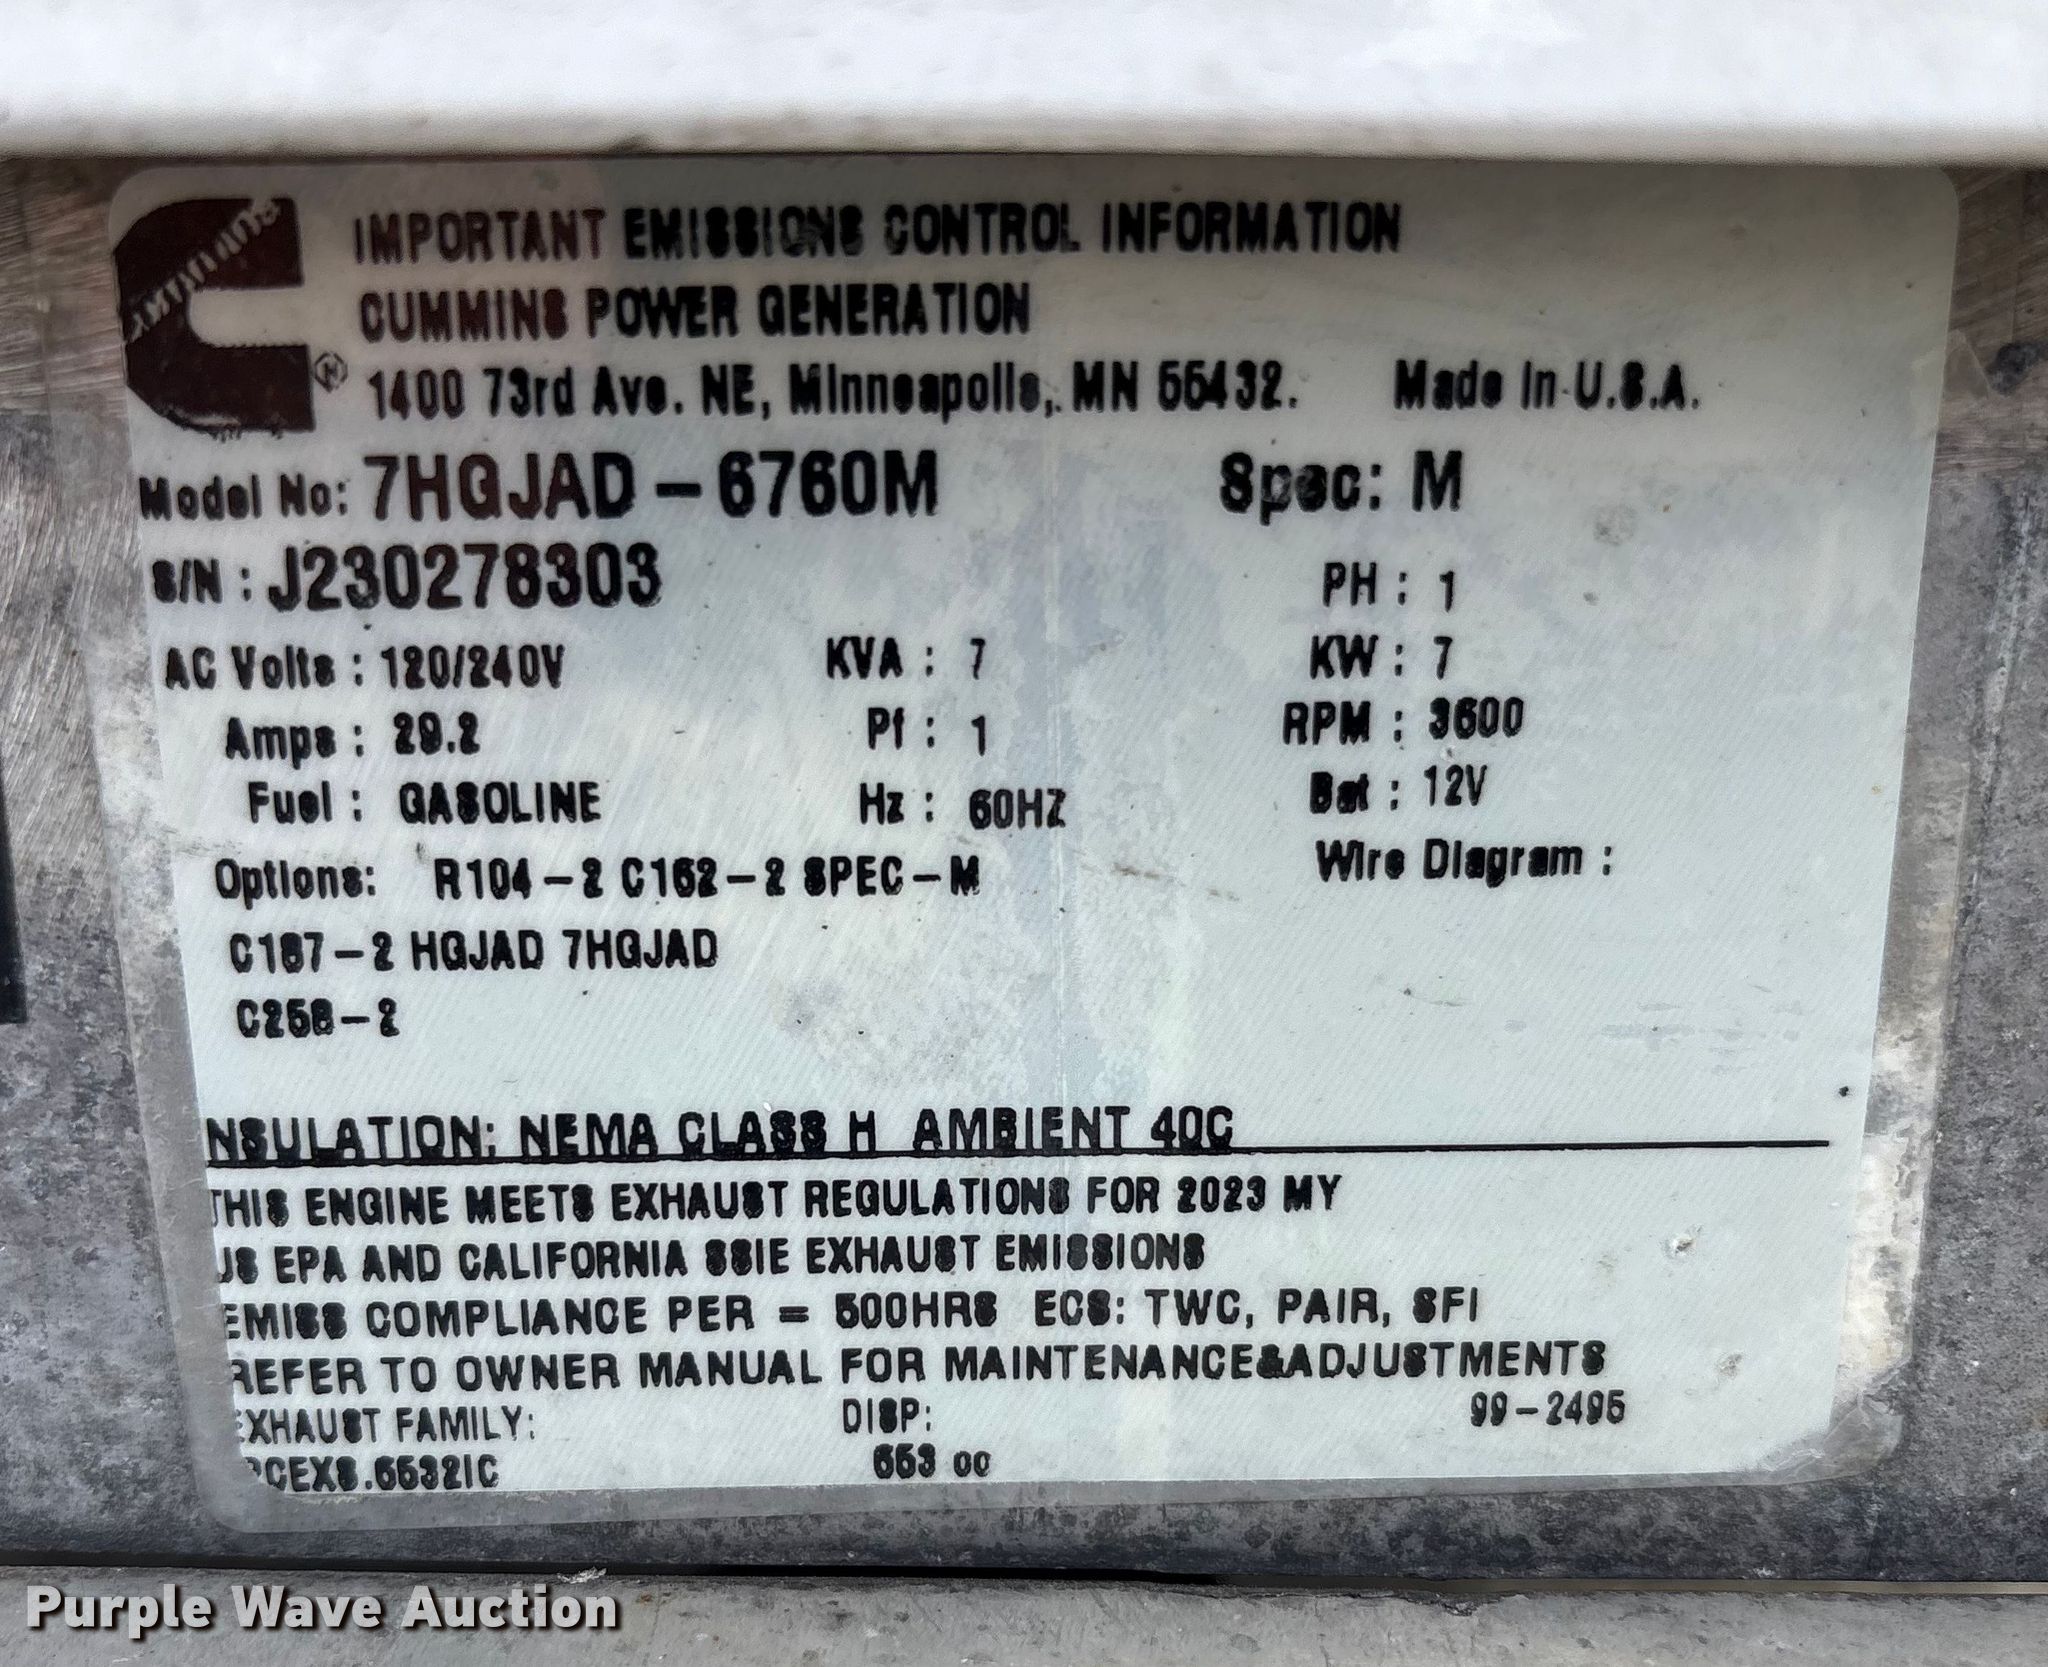 CUMMINS
IMPORTANT EMISSIONS CONTROL INFORMATION
CUMMINS POWER GENERATION
1400 73rd Ave. NE, Minneapolis, MN 55432. Made in U.S.A.
Model No: 7HGJAD-6760M Spec: M
S/N : J230278303 PH : 1
AC Volts : 120/240V KVA : 7 KW : 7
Amps : 29.2 Pf : 1 RPM : 3600
Fuel : GASOLINE Hz : 60HZ Bat : 12V
Options: R104-2 C162-2 SPEC-M Wire Diagram :
C187-2 HGJAD 7HGJAD
C258-2
NSULATION: NEMA CLASS H AMBIENT 40C
THIS ENGINE MEETS EXHAUST REGULATIONS FOR 2023 MY
US EPA AND CALIFORNIA SSIE EXHAUST EMISSIONS
EMISS COMPLIANCE PER = 500HRS ECS: TWC, PAIR, SFI
REFER TO OWNER MANUAL FOR MAINTENANCE&ADJUSTMENTS
EXHAUST FAMILY: DISP: 99-2495
PCEXS.6532IC 653 cc
Purple Wave Auction